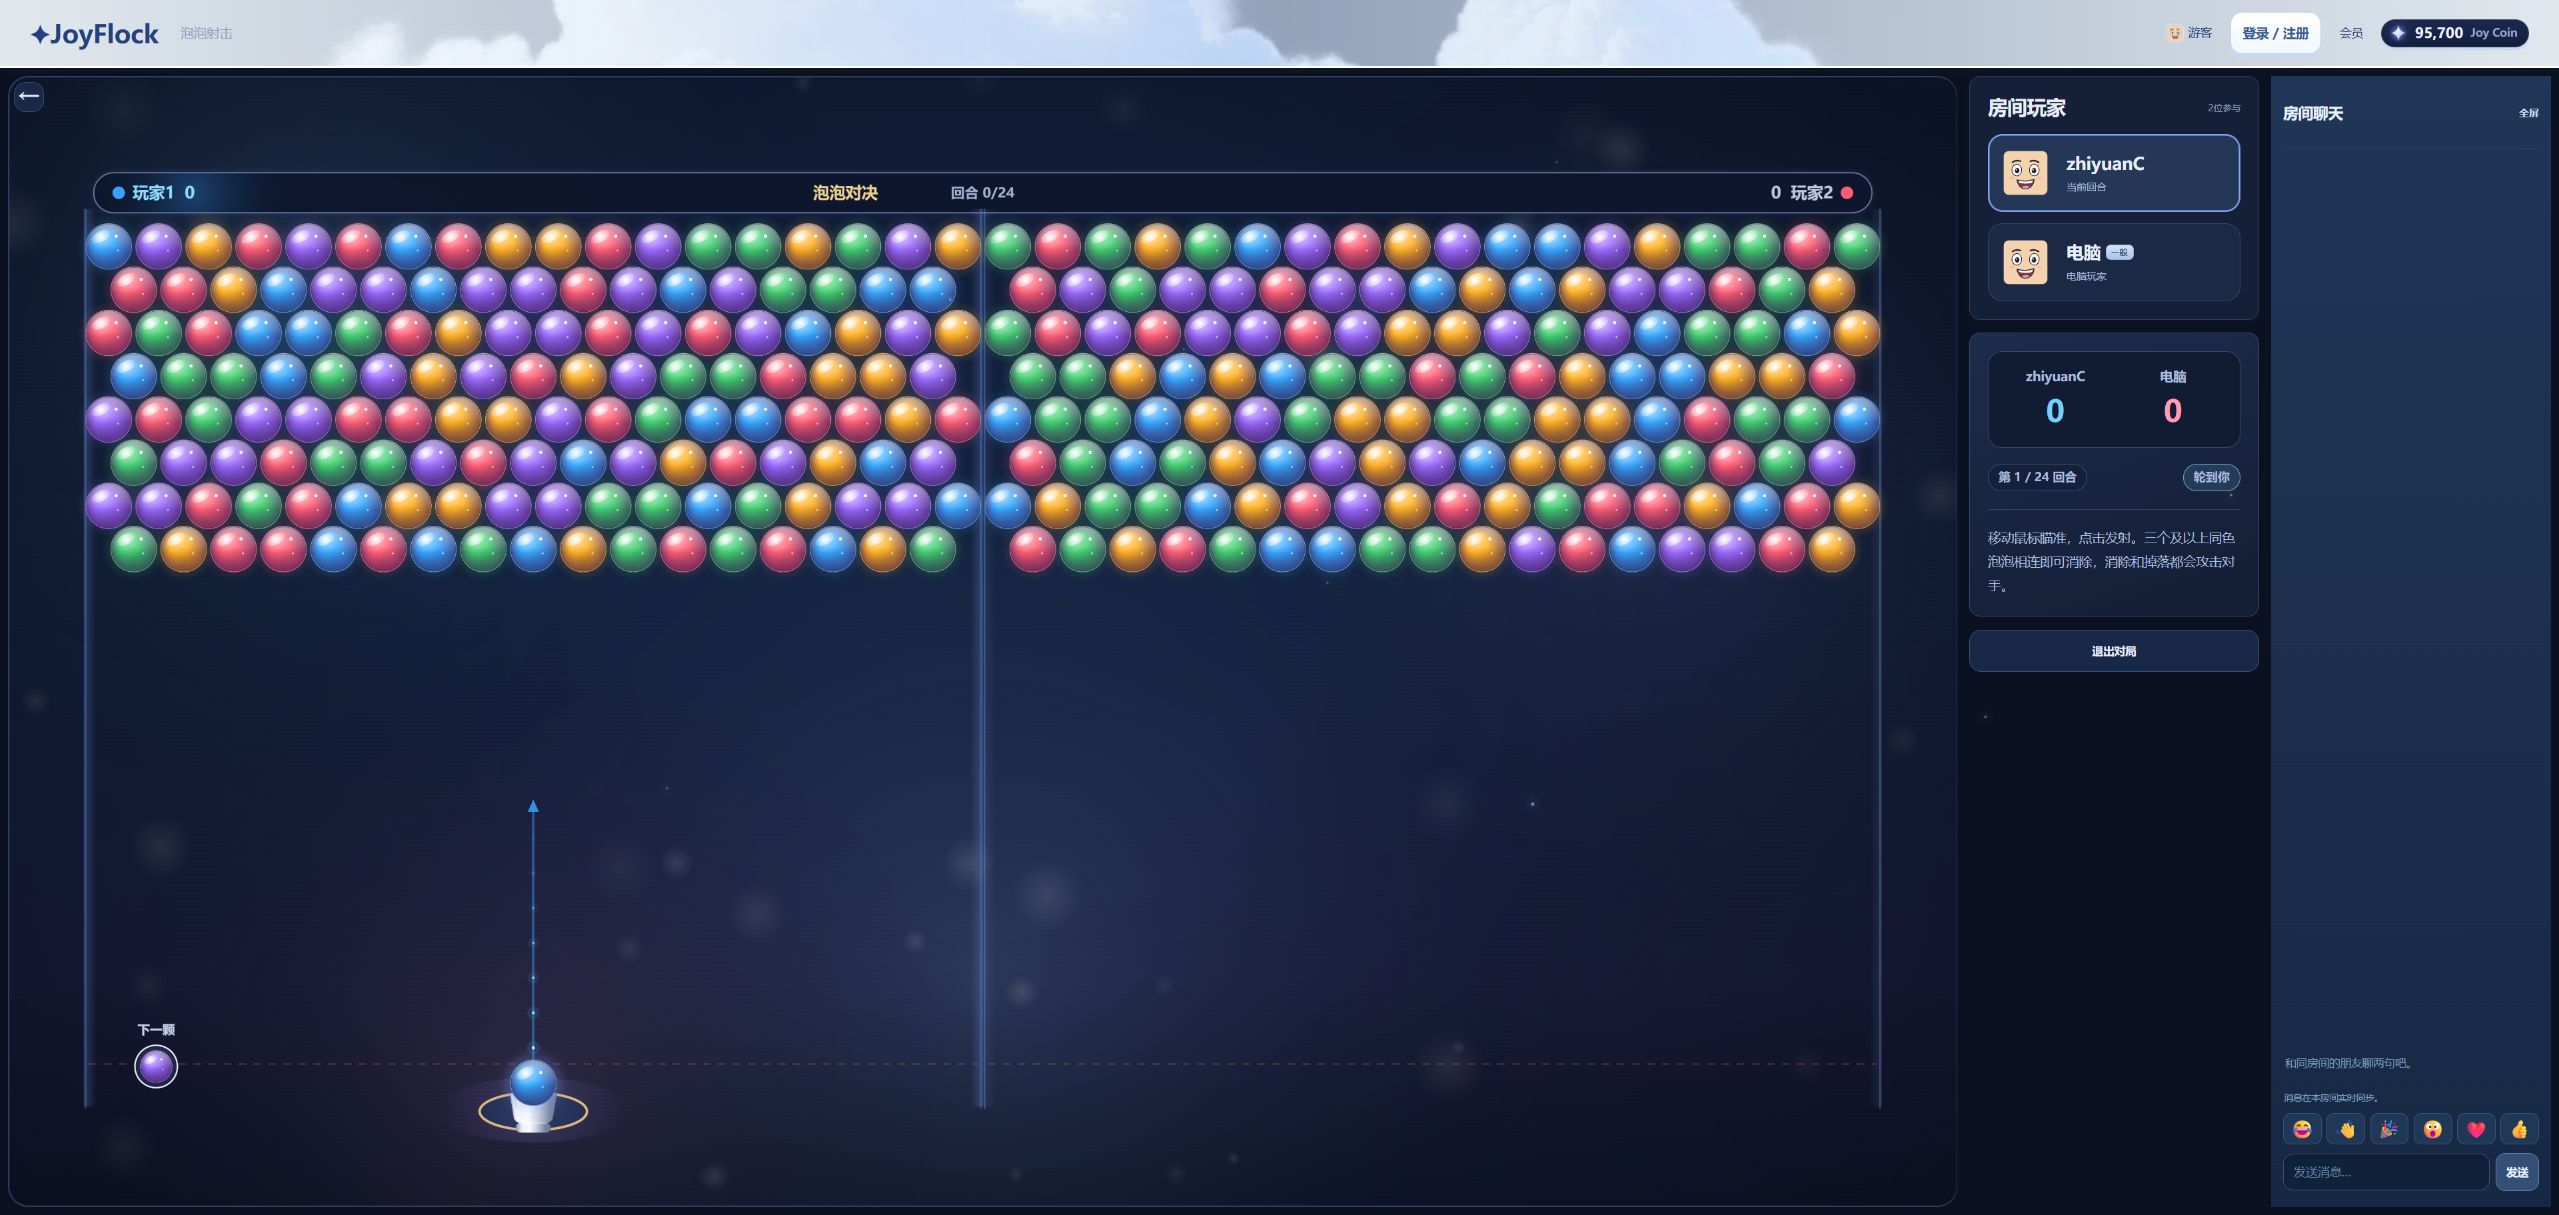 JoyFlock 泡泡射击
游客 登录 / 注册 会员 95,700 Joy Coin
玩家1 0 泡泡对决 回合 0/24 0 玩家2
下一颗
房间玩家 2位参与
zhiyuanC
当前回合
电脑 一般
电脑玩家
zhiyuanC 电脑
0 0
第 1 / 24 回合 轮到你
移动鼠标瞄准，点击发射。三个及以上同色
泡泡相连即可消除，消除和掉落都会攻击对
手。
退出对局
房间聊天 全屏
和同房间的朋友聊两句吧。
消息在本房间实时同步。
发送消息... 发送